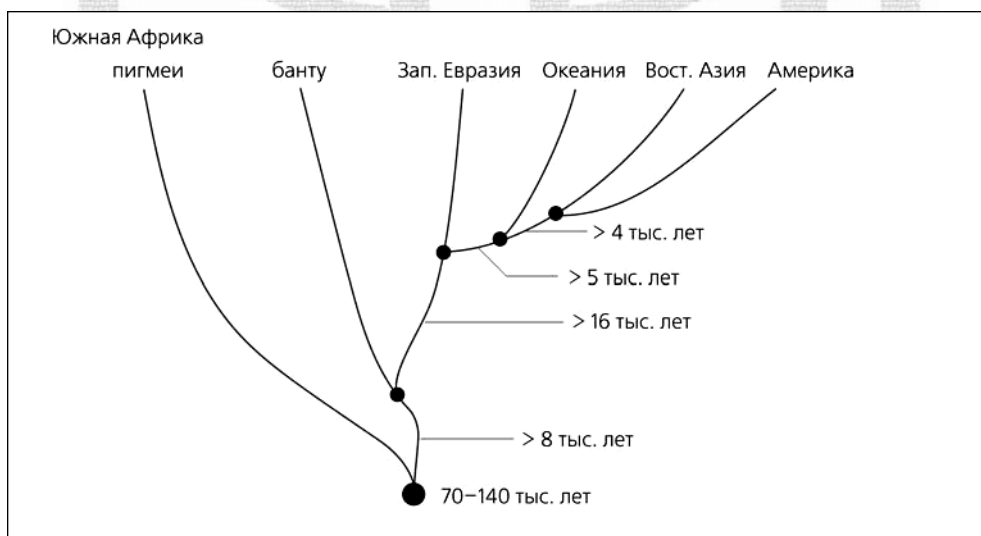 Южная Африка
пигмеи банту Зап. Евразия Океания Вост. Азия Америка
> 4 тыс. лет
> 5 тыс. лет
> 16 тыс. лет
> 8 тыс. лет
70–140 тыс. лет